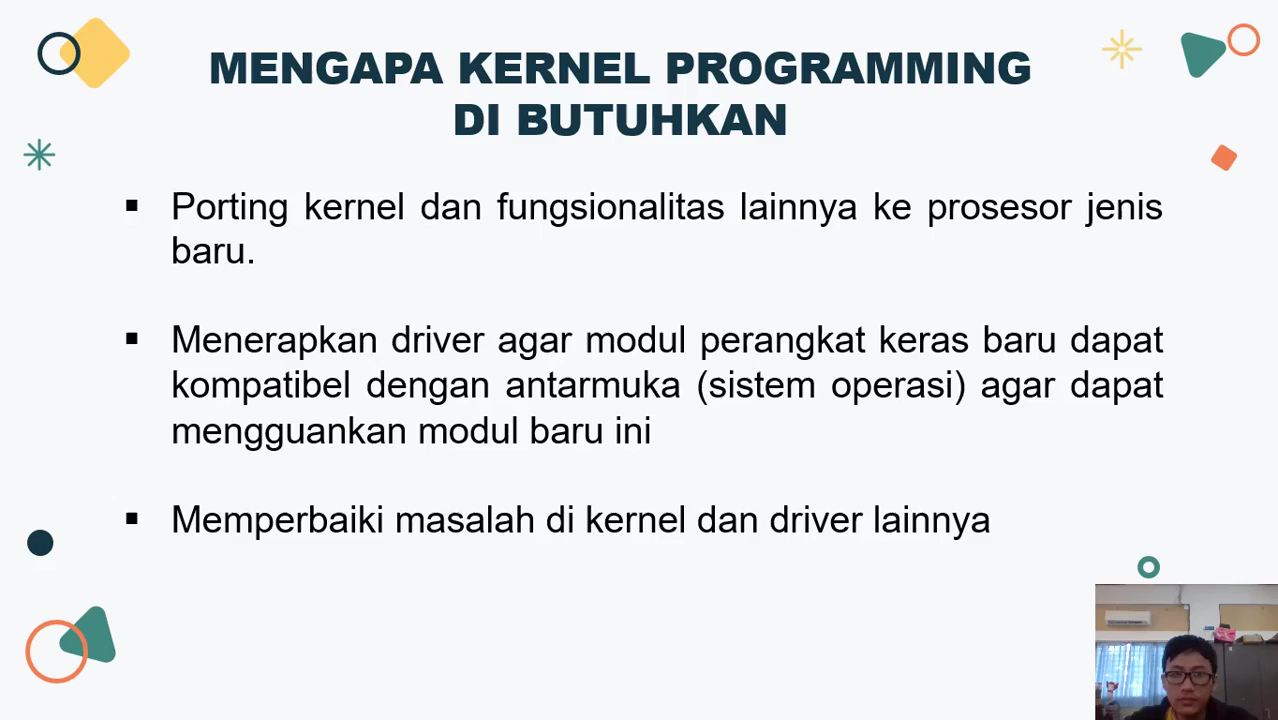 MENGAPA KERNEL PROGRAMMING
DI BUTUHKAN
▪ Porting kernel dan fungsionalitas lainnya ke prosesor jenis
baru.
▪ Menerapkan driver agar modul perangkat keras baru dapat
kompatibel dengan antarmuka (sistem operasi) agar dapat
mengguankan modul baru ini
▪ Memperbaiki masalah di kernel dan driver lainnya